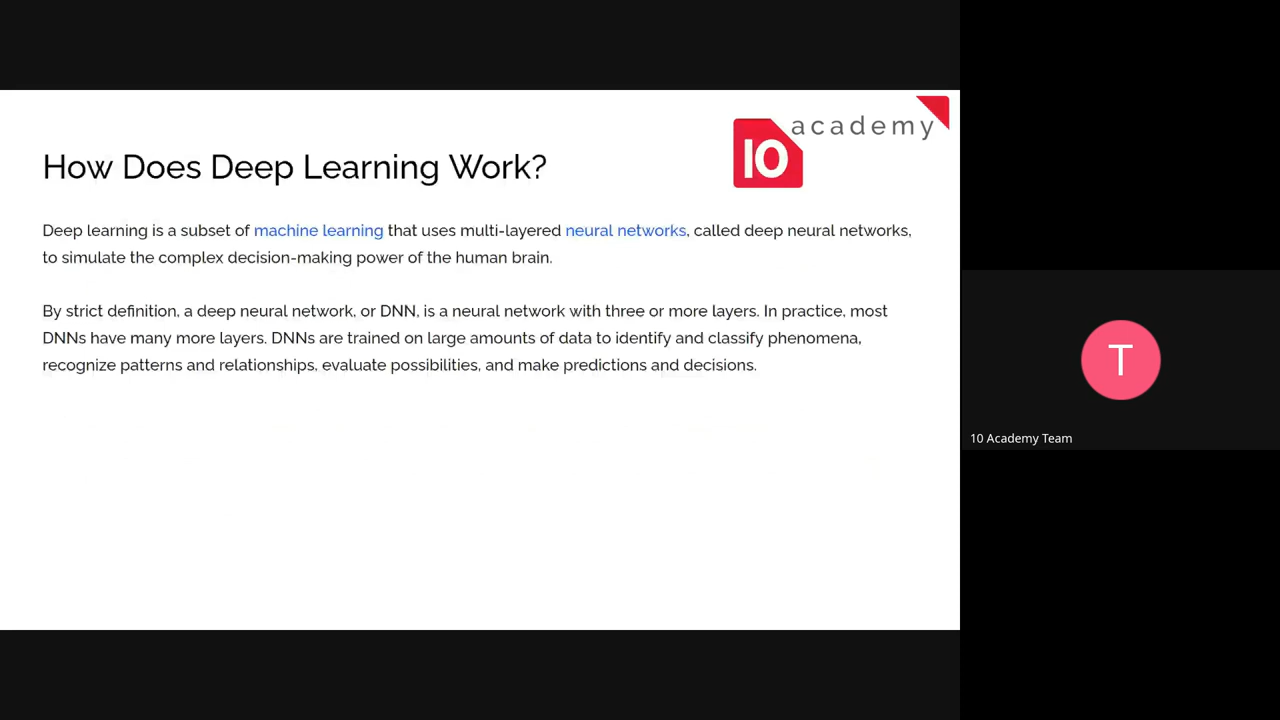 10 academy
How Does Deep Learning Work?
Deep learning is a subset of machine learning that uses multi-layered neural networks, called deep neural networks,
to simulate the complex decision-making power of the human brain.
By strict definition, a deep neural network, or DNN, is a neural network with three or more layers. In practice, most
DNNs have many more layers. DNNs are trained on large amounts of data to identify and classify phenomena,
recognize patterns and relationships, evaluate possibilities, and make predictions and decisions.
T
10 Academy Team